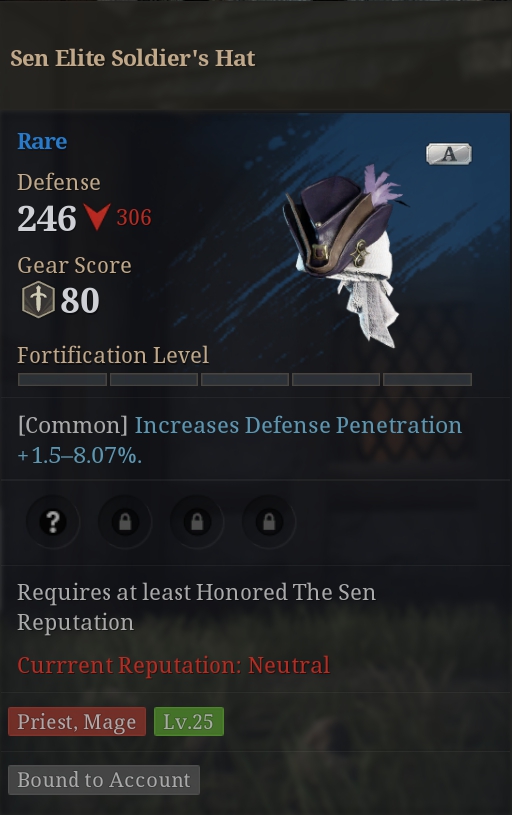 Sen Elite Soldier's Hat
Rare
A
Defense
246 306
Gear Score
80
Fortification Level
[Common] Increases Defense Penetration
+1.5–8.07%.
?
Requires at least Honored The Sen
Reputation
Currrent Reputation: Neutral
Priest, Mage Lv.25
Bound to Account